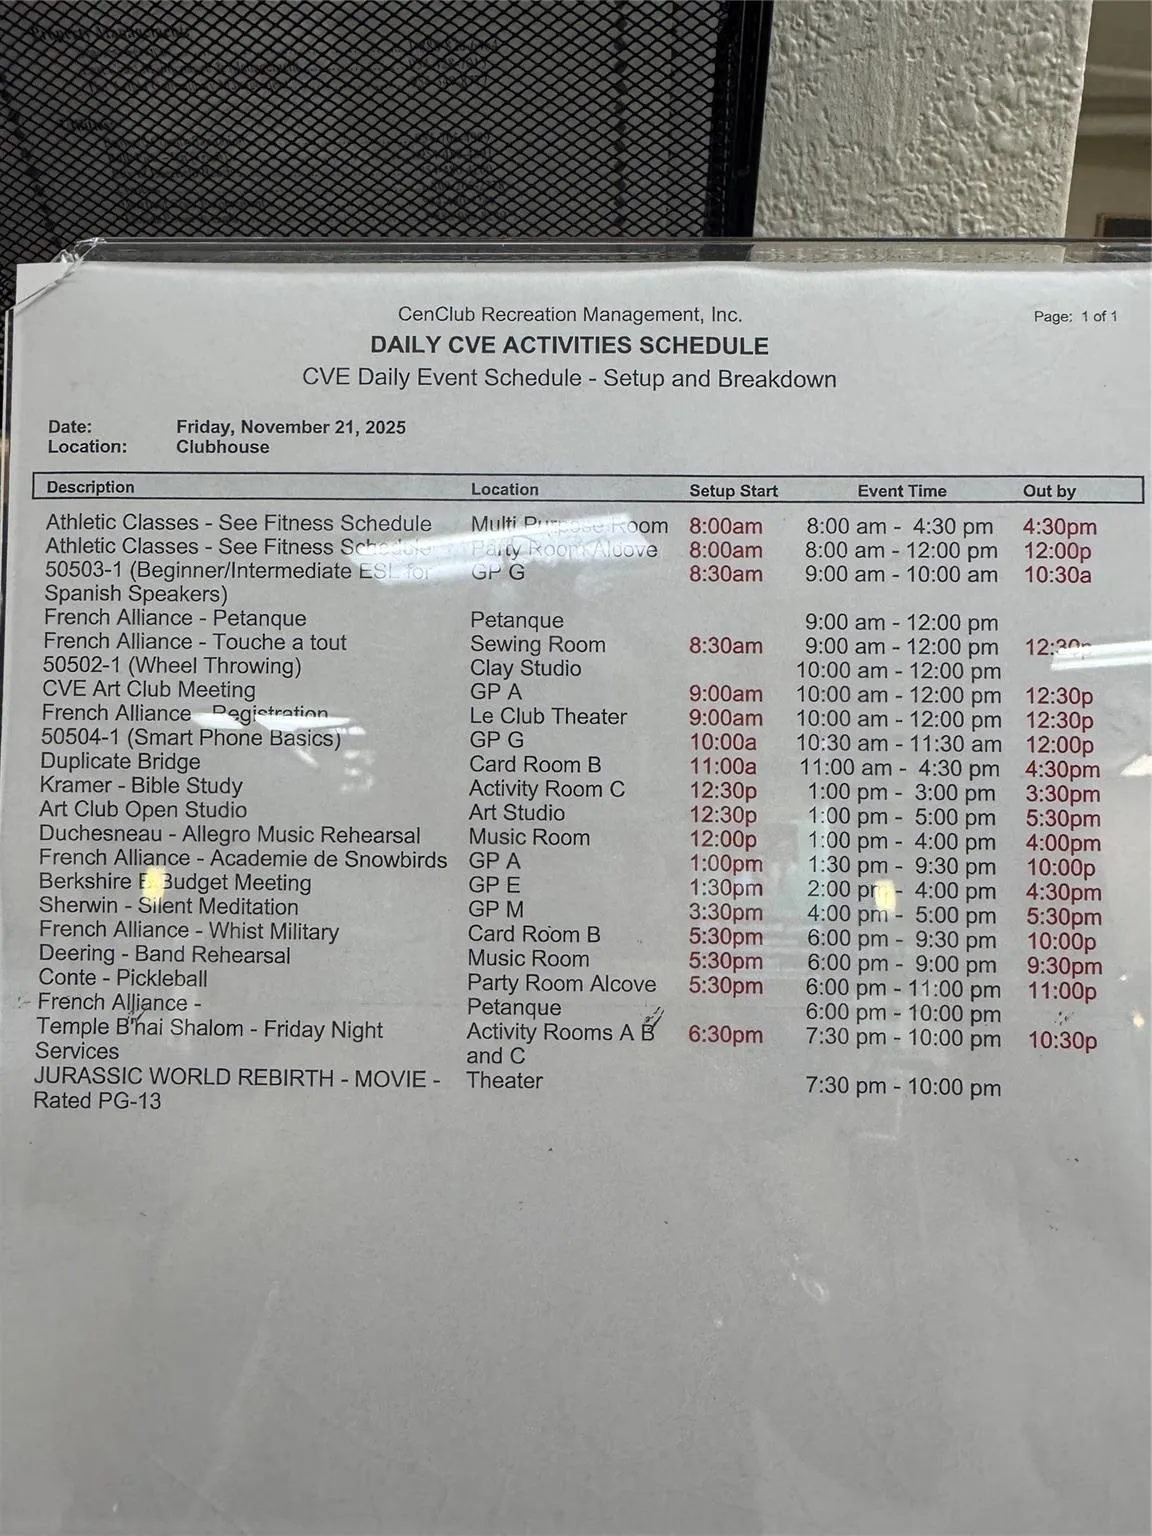 CenClub Recreation Management, Inc.
Page: 1 of 1
DAILY CVE ACTIVITIES SCHEDULE
CVE Daily Event Schedule - Setup and Breakdown
Date: Friday, November 21, 2025
Location: Clubhouse
Description Location Setup Start Event Time Out by
Athletic Classes - See Fitness Schedule Multi Purpose Room 8:00am 8:00 am - 4:30 pm 4:30pm
Athletic Classes - See Fitness Schedule Party Room Alcove 8:00am 8:00 am - 12:00 pm 12:00p
50503-1 (Beginner/Intermediate ESL for GP G 8:30am 9:00 am - 10:00 am 10:30a
Spanish Speakers)
French Alliance - Petanque Petanque 9:00 am - 12:00 pm
French Alliance - Touche a tout Sewing Room 8:30am 9:00 am - 12:00 pm 12:30p
50502-1 (Wheel Throwing) Clay Studio 10:00 am - 12:00 pm
CVE Art Club Meeting GP A 9:00am 10:00 am - 12:00 pm 12:30p
French Alliance - Registration Le Club Theater 9:00am 10:00 am - 12:00 pm 12:30p
50504-1 (Smart Phone Basics) GP G 10:00a 10:30 am - 11:30 am 12:00p
Duplicate Bridge Card Room B 11:00a 11:00 am - 4:30 pm 4:30pm
Kramer - Bible Study Activity Room C 12:30p 1:00 pm - 3:00 pm 3:30pm
Art Club Open Studio Art Studio 12:30p 1:00 pm - 5:00 pm 5:30pm
Duchesneau - Allegro Music Rehearsal Music Room 12:00p 1:00 pm - 4:00 pm 4:00pm
French Alliance - Academie de Snowbirds GP A 1:00pm 1:30 pm - 9:30 pm 10:00p
Berkshire Budget Meeting GP E 1:30pm 2:00 pm - 4:00 pm 4:30pm
Sherwin - Silent Meditation GP M 3:30pm 4:00 pm - 5:00 pm 5:30pm
French Alliance - Whist Military Card Room B 5:30pm 6:00 pm - 9:30 pm 10:00p
Deering - Band Rehearsal Music Room 5:30pm 6:00 pm - 9:00 pm 9:30pm
Conte - Pickleball Party Room Alcove 5:30pm 6:00 pm - 11:00 pm 11:00p
French Alliance - Petanque 6:00 pm - 10:00 pm
Temple B'nai Shalom - Friday Night Activity Rooms A B 6:30pm 7:30 pm - 10:00 pm 10:30p
Services and C
JURASSIC WORLD REBIRTH - MOVIE - Theater 7:30 pm - 10:00 pm
Rated PG-13